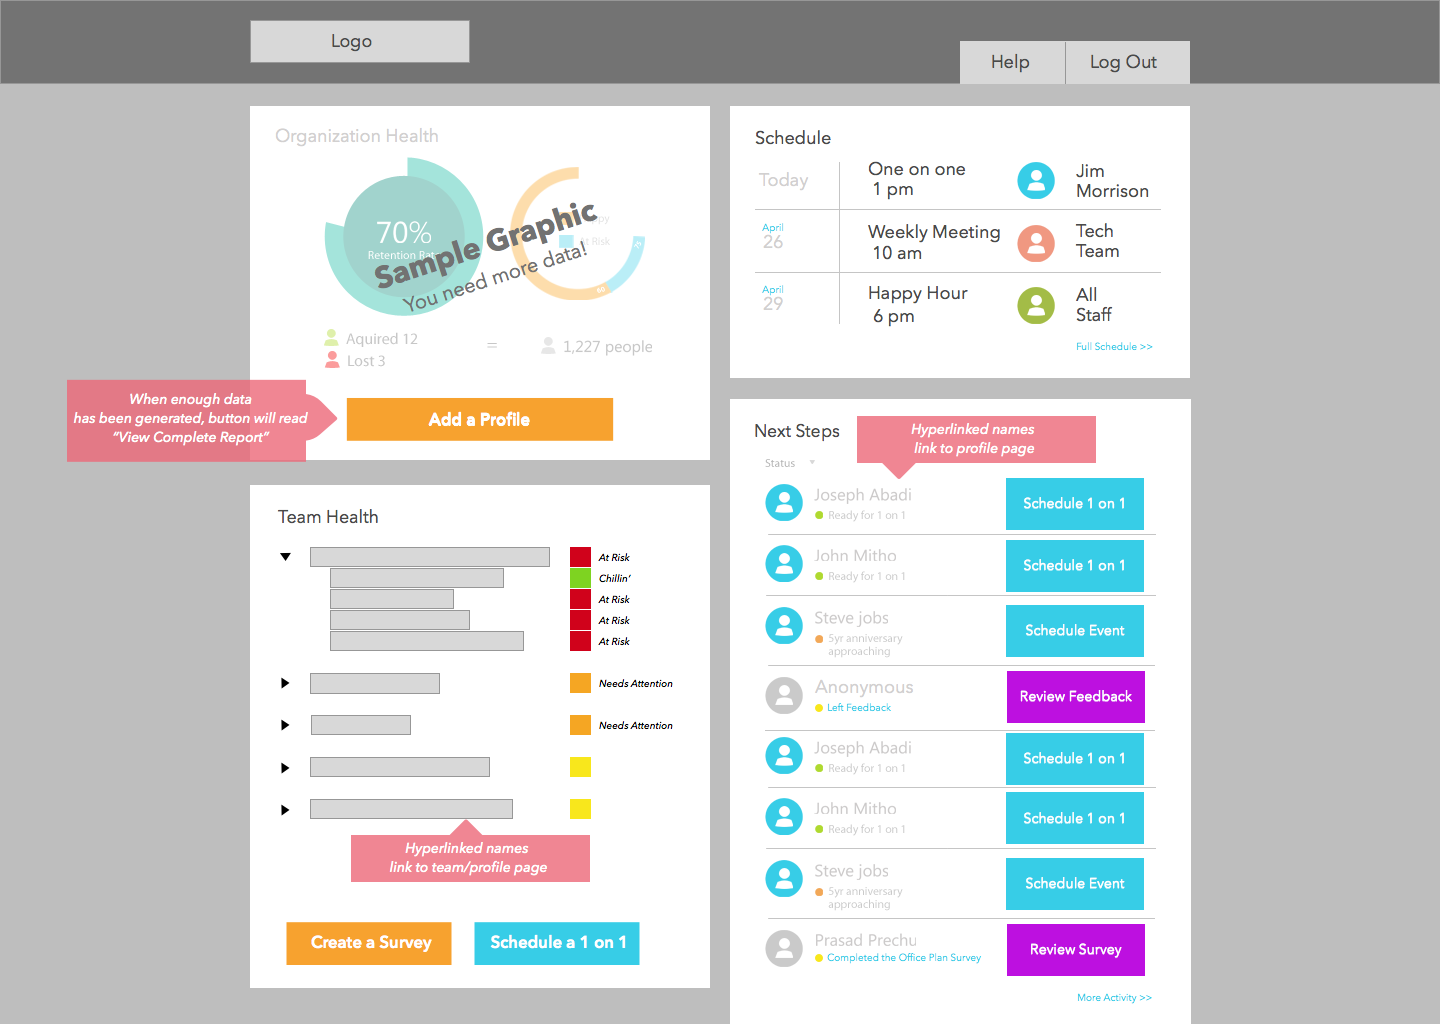 Logo
Help
Log Out
Organization Health
70%
Retention Rate
At Risk
Sample Graphic
You need more data!
Aquired 12
Lost 3
=
1,227 people
When enough data
has been generated, button will read
“View Complete Report”
Add a Profile
Team Health
At Risk
Chillin’
At Risk
At Risk
At Risk
Needs Attention
Needs Attention
Hyperlinked names
link to team/profile page
Create a Survey
Schedule a 1 on 1
Schedule
Today
One on one
1 pm
Jim
Morrison
April
26
Weekly Meeting
10 am
Tech
Team
April
29
Happy Hour
6 pm
All
Staff
Full Schedule >>
Next Steps
Hyperlinked names
link to profile page
Status
Joseph Abadi
Ready for 1 on 1
Schedule 1 on 1
John Mitho
Ready for 1 on 1
Schedule 1 on 1
Steve jobs
5yr anniversary
approaching
Schedule Event
Anonymous
Left Feedback
Review Feedback
Joseph Abadi
Ready for 1 on 1
Schedule 1 on 1
John Mitho
Ready for 1 on 1
Schedule 1 on 1
Steve jobs
5yr anniversary
approaching
Schedule Event
Prasad Prechu
Completed the Office Plan Survey
Review Survey
More Activity >>